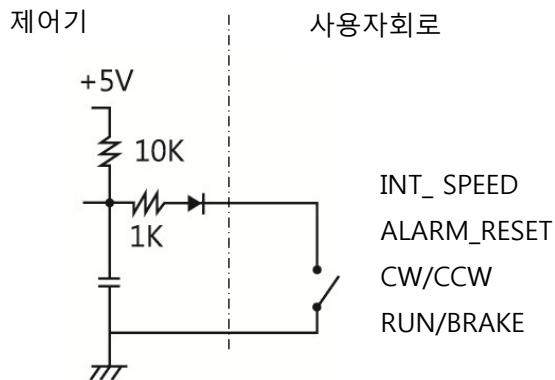 제어기
사용자회로
+5V
10K
1K
INT_ SPEED
ALARM_RESET
CW/CCW
RUN/BRAKE